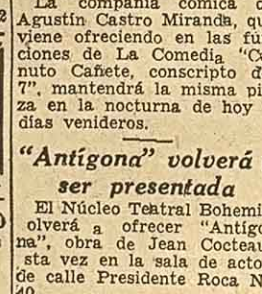 La compañía cómica d
Agustín Castro Miranda, qu
viene ofreciendo en las fú
ciones de La Comedia "C
nuto Cañete, conscripto d
7", mantendrá la misma pi
za en la nocturna de hoy
días venideros.
"Antígona" volverá
ser presentada
El Núcleo Teatral Bohemi
olverá a ofrecer "Antígo
na", obra de Jean Cocteau
sta vez en la sala de acto
de calle Presidente Roca N
40